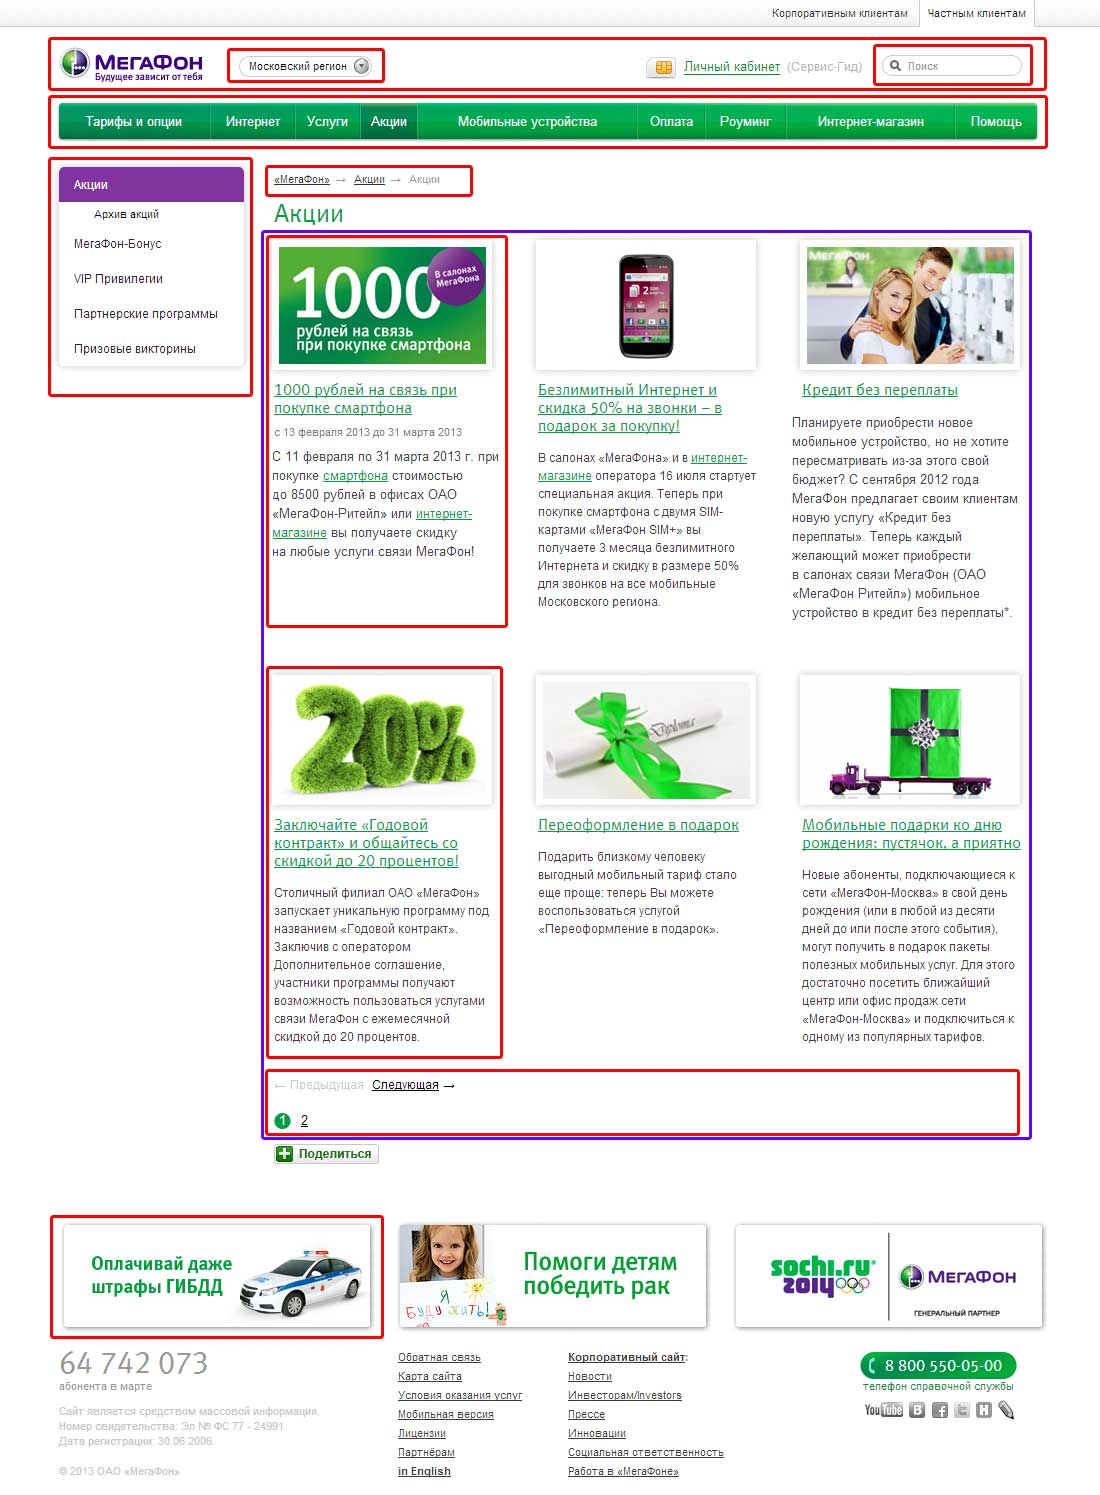 Корпоративным клиентам
Частным клиентам
МегаФон
Будущее зависит от тебя
Московский регион
Личный кабинет (Сервис-Гид)
Поиск
Тарифы и опции
Интернет
Услуги
Акции
Мобильные устройства
Оплата
Роуминг
Интернет-магазин
Помощь
Акции
Архив акций
МегаФон-Бонус
VIP Привилегии
Партнерские программы
Призовые викторины
«МегаФон» → Акции → Акции
Акции
1000
В салонах
МегаФона
рублей на связь
при покупке смартфона
1000 рублей на связь при
покупке смартфона
с 13 февраля 2013 до 31 марта 2013
С 11 февраля по 31 марта 2013 г. при
покупке смартфона стоимостью
до 8500 рублей в офисах ОАО
«МегаФон-Ритейл» или интернет-
магазине вы получаете скидку
на любые услуги связи МегаФон!
Безлимитный Интернет и
скидка 50% на звонки – в
подарок за покупку!
В салонах «МегаФона» и в интернет-
магазине оператора 16 июля стартует
специальная акция. Теперь при
покупке смартфона с двумя SIM-
картами «МегаФон SIM+» вы
получаете 3 месяца безлимитного
Интернета и скидку в размере 50%
для звонков на все мобильные
Московского региона.
МЕГАФОН
Кредит без переплаты
Планируете приобрести новое
мобильное устройство, но не хотите
пересматривать из-за этого свой
бюджет? С сентября 2012 года
МегаФон предлагает своим клиентам
новую услугу «Кредит без
переплаты». Теперь каждый
желающий может приобрести
в салонах связи МегаФон (ОАО
«МегаФон Ритейл») мобильное
устройство в кредит без переплаты*.
20%
Заключайте «Годовой
контракт» и общайтесь со
скидкой до 20 процентов!
Столичный филиал ОАО «МегаФон»
запускает уникальную программу под
названием «Годовой контракт».
Заключив с оператором
Дополнительное соглашение,
участники программы получают
возможность пользоваться услугами
связи МегаФон с ежемесячной
скидкой до 20 процентов.
Diploma
Переоформление в подарок
Подарить близкому человеку
выгодный мобильный тариф стало
еще проще: теперь Вы можете
воспользоваться услугой
«Переоформление в подарок».
Мобильные подарки ко дню
рождения: пустячок, а приятно
Новые абоненты, подключающиеся к
сети «МегаФон-Москва» в свой день
рождения (или в любой из десяти
дней до или после этого события),
могут получить в подарок пакеты
полезных мобильных услуг. Для этого
достаточно посетить ближайший
центр или офис продаж сети
«МегаФон-Москва» и подключиться к
одному из популярных тарифов.
← Предыдущая Следующая →
1 2
Поделиться
Оплачивай даже
штрафы ГИБДД
Я
БУДУ ЖИТЬ!
Помоги детям
победить рак
sochi.ru
2014
МегаФон
ГЕНЕРАЛЬНЫЙ ПАРТНЕР
64 742 073
абонента в марте
Сайт является средством массовой информации.
Номер свидетельства: Эл № ФС 77 - 24991.
Дата регистрации: 30.06.2006
© 2013 ОАО «МегаФон»
Обратная связь
Карта сайта
Условия оказания услуг
Мобильная версия
Лицензии
Партнёрам
in English
Корпоративный сайт:
Новости
Инвесторам/Investors
Прессе
Инновации
Социальная ответственность
Работа в «МегаФоне»
8 800 550-05-00
телефон справочной службы
YouTube